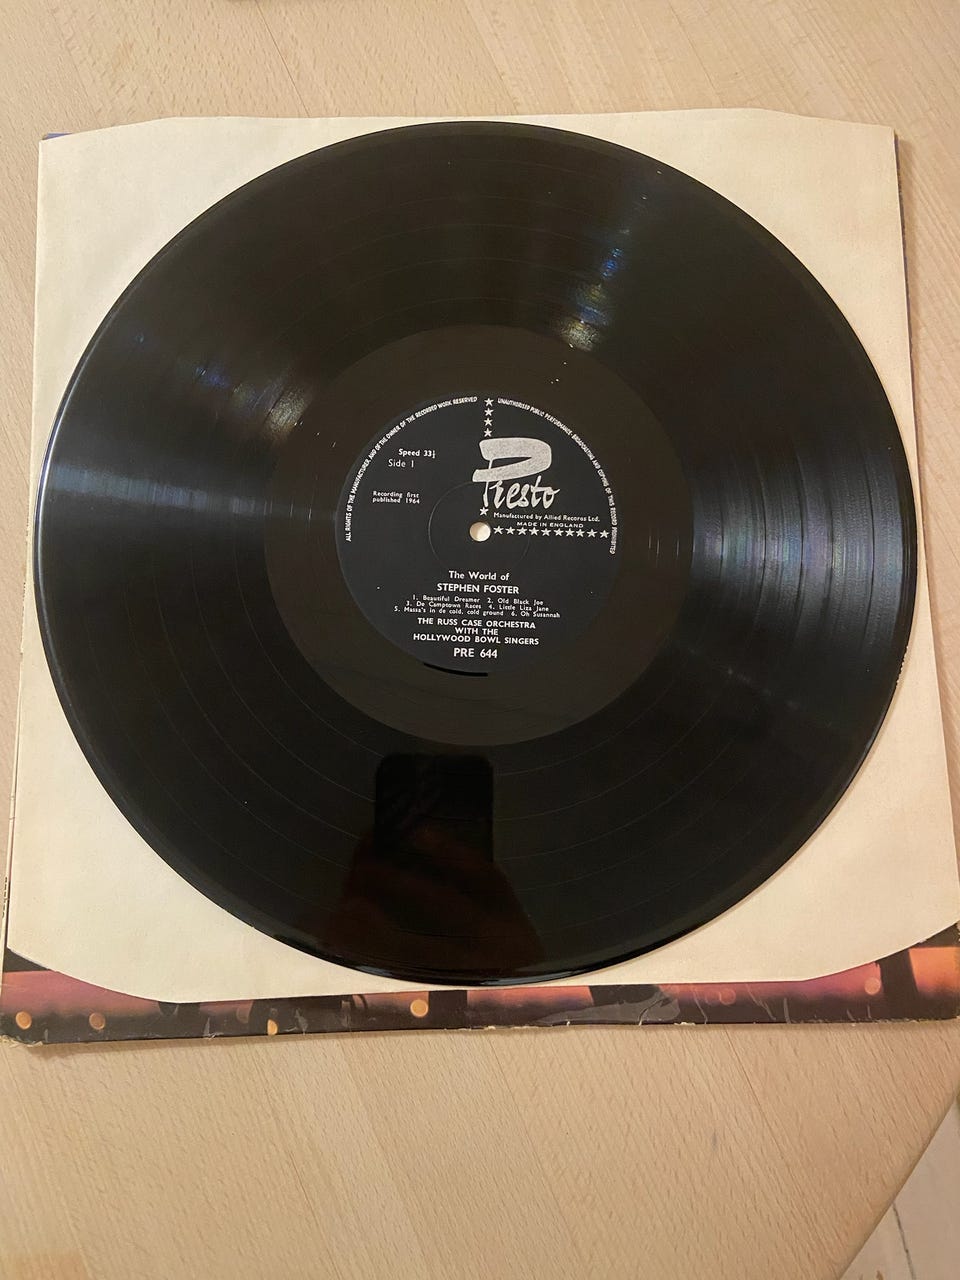 ALL RIGHTS OF THE MANUFACTURER AND OF THE OWNER OF THE RECORDED WORK RESERVED
UNAUTHORISED PUBLIC PERFORMANCE BROADCASTING AND COPYING OF THIS RECORD PROHIBITED
Speed 33⅓
Side 1
Recording first
published 1964
Presto
Manufactured by Allied Records Ltd.
MADE IN ENGLAND
The World of
STEPHEN FOSTER
1. Beautiful Dreamer 2. Old Black Joe
3. De Camptown Races 4. Little Liza Jane
5. Massa's in de cold, cold ground 6. Oh Susannah
THE RUSS CASE ORCHESTRA
WITH THE
HOLLYWOOD BOWL SINGERS
PRE 644